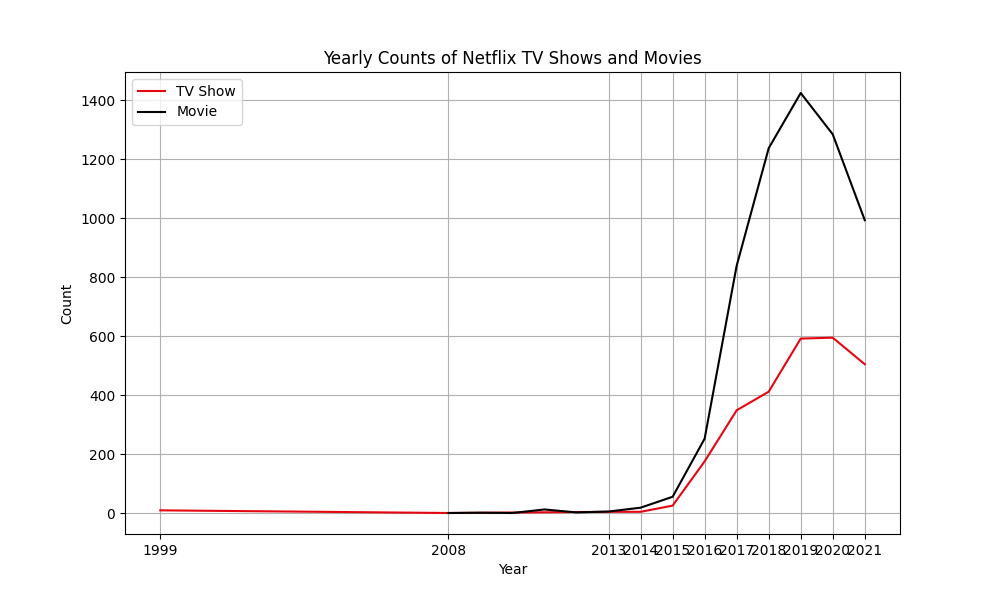 Yearly Counts of Netflix TV Shows and Movies
TV Show
Movie
1400
1200
1000
800
600
400
200
0
Count
1999 2008 2013 2014 2015 2016 2017 2018 2019 2020 2021
Year